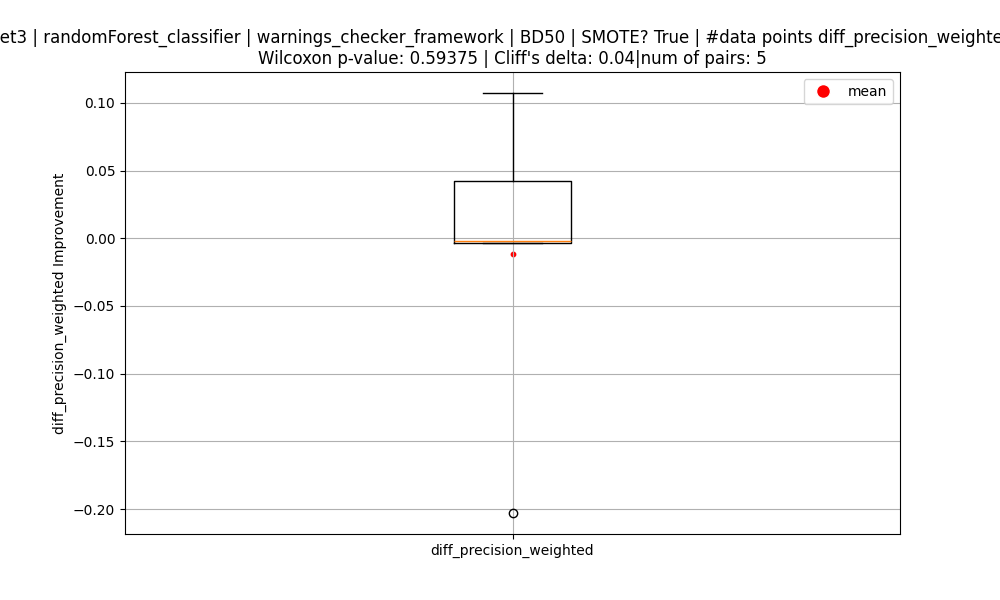 et3 | randomForest_classifier | warnings_checker_framework | BD50 | SMOTE? True | #data points diff_precision_weighte
Wilcoxon p-value: 0.59375 | Cliff's delta: 0.04|num of pairs: 5
mean
0.10
0.05
0.00
−0.05
−0.10
−0.15
−0.20
diff_precision_weighted Improvement
diff_precision_weighted